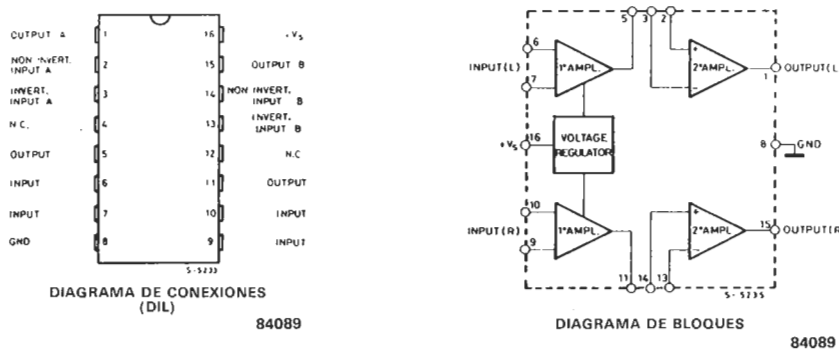 OUTPUT A 1 16 +Vs
NON INVERT. INPUT A 2 15 OUTPUT B
INVERT. INPUT A 3 14 NON INVERT. INPUT B
N.C. 4 13 INVERT. INPUT B
OUTPUT 5 12 N.C
INPUT 6 11 OUTPUT
INPUT 7 10 INPUT
GND 8 9 INPUT
S-5233
DIAGRAMA DE CONEXIONES
(DIL)
84089
5 3 2
INPUT(L) 6 7 1°AMPL. 2°AMPL. 1 OUTPUT(L)
+Vs 16 VOLTAGE REGULATOR 8 GND
INPUT(R) 10 9 1°AMPL. 2°AMPL. 15 OUTPUT(R
11 14 13
S-5235
DIAGRAMA DE BLOQUES
84089